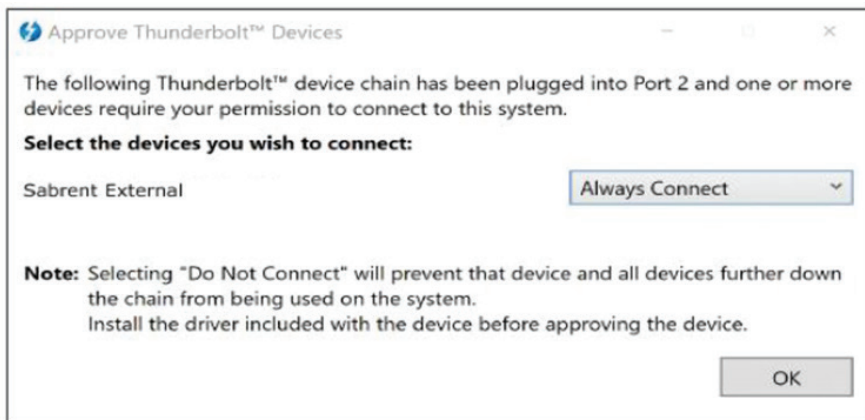 Approve Thunderbolt™ Devices
The following Thunderbolt™ device chain has been plugged into Port 2 and one or more
devices require your permission to connect to this system.
Select the devices you wish to connect:
Sabrent External
Always Connect
Note: Selecting "Do Not Connect" will prevent that device and all devices further down
the chain from being used on the system.
Install the driver included with the device before approving the device.
OK